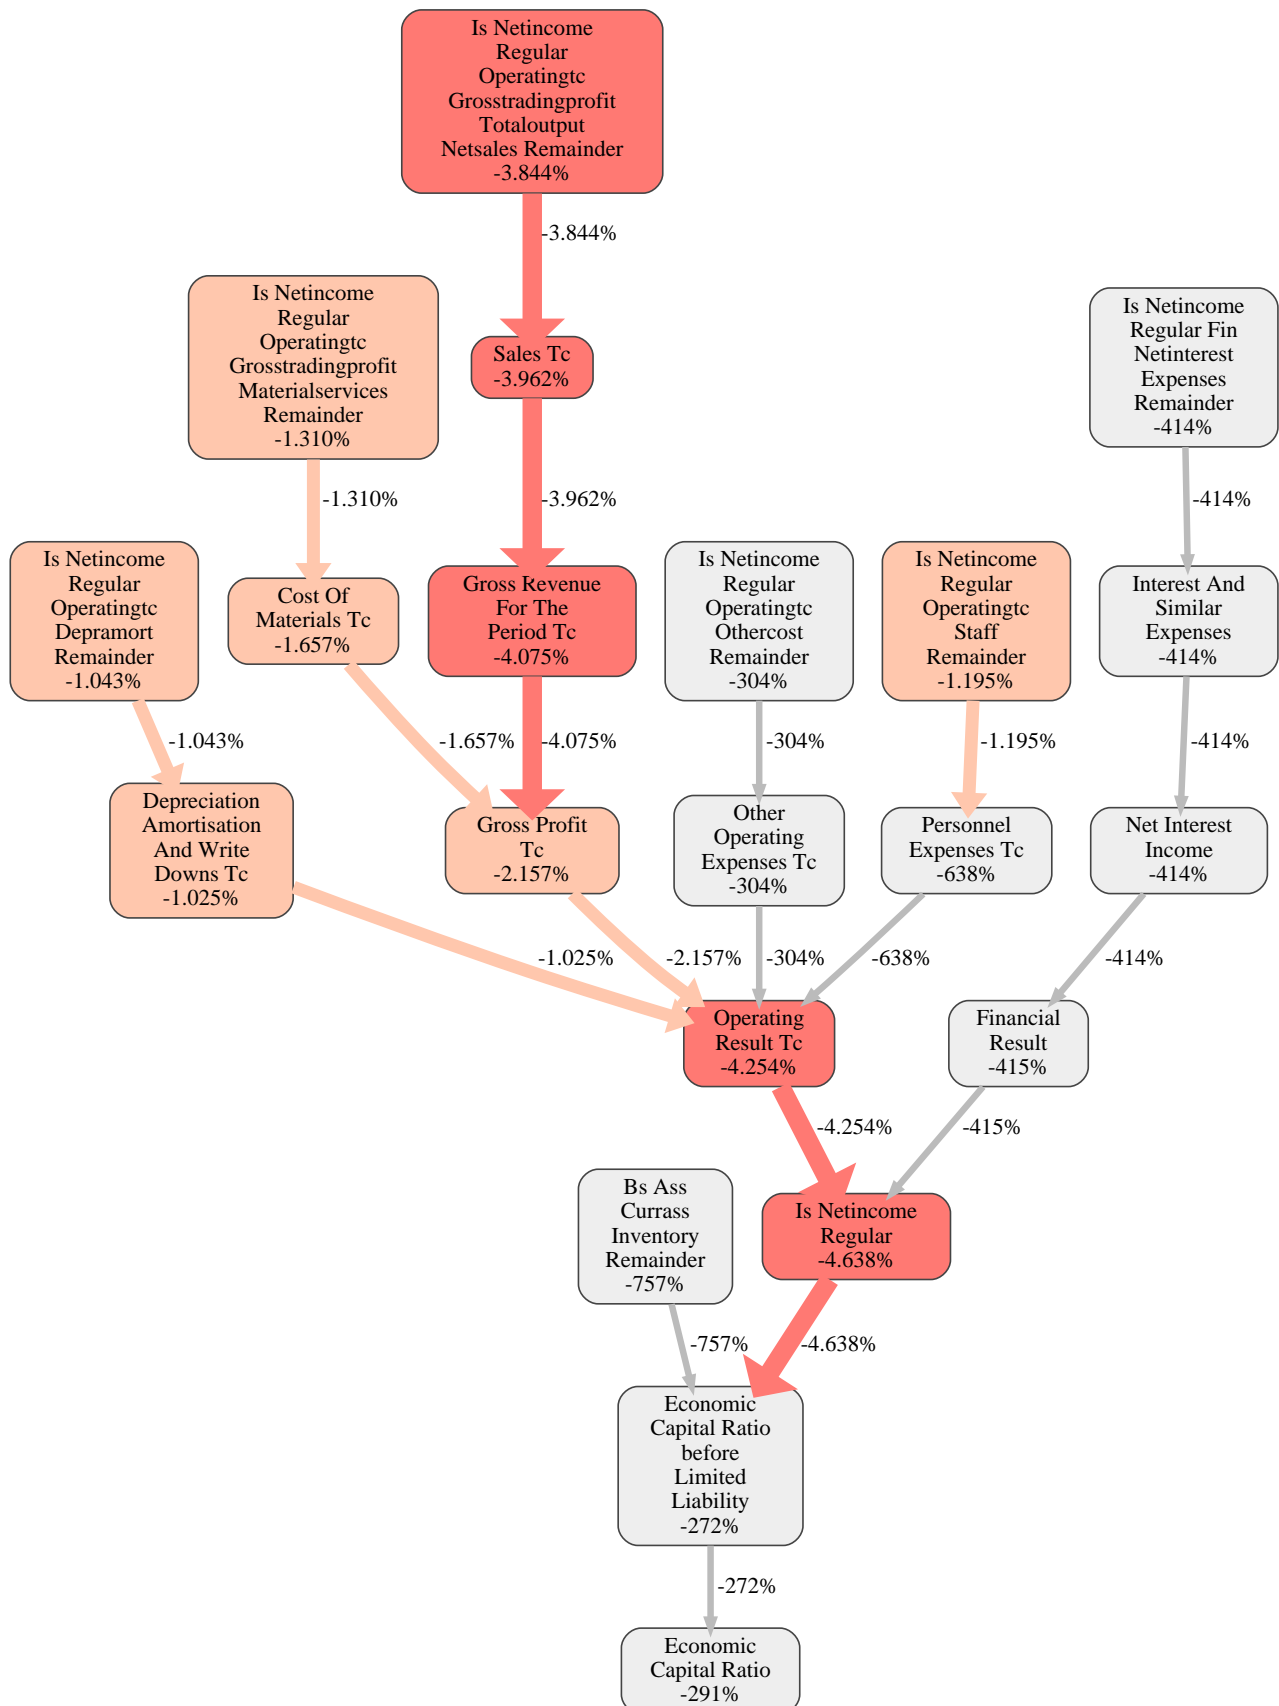 Is Netincome
Regular
Operatingtc
Grosstradingprofit
Totaloutput
Netsales Remainder
-3.844%
-3.844%
Is Netincome
Regular
Operatingtc
Grosstradingprofit
Materialservices
Remainder
-1.310%
Sales Tc
-3.962%
Is Netincome
Regular Fin
Netinterest
Expenses
Remainder
-414%
-1.310%
-3.962%
-414%
Is Netincome
Regular
Operatingtc
Depramort
Remainder
-1.043%
Cost Of
Materials Tc
-1.657%
Gross Revenue
For The
Period Tc
-4.075%
Is Netincome
Regular
Operatingtc
Othercost
Remainder
-304%
Is Netincome
Regular
Operatingtc
Staff
Remainder
-1.195%
Interest And
Similar
Expenses
-414%
-1.043%
-1.657%
-4.075%
-304%
-1.195%
-414%
Depreciation
Amortisation
And Write
Downs Tc
-1.025%
Gross Profit
Tc
-2.157%
Other
Operating
Expenses Tc
-304%
Personnel
Expenses Tc
-638%
Net Interest
Income
-414%
-1.025%
-2.157%
-304%
-638%
-414%
Operating
Result Tc
-4.254%
Financial
Result
-415%
-4.254%
-415%
Bs Ass
Currass
Inventory
Remainder
-757%
Is Netincome
Regular
-4.638%
-757%
-4.638%
Economic
Capital Ratio
before
Limited
Liability
-272%
-272%
Economic
Capital Ratio
-291%